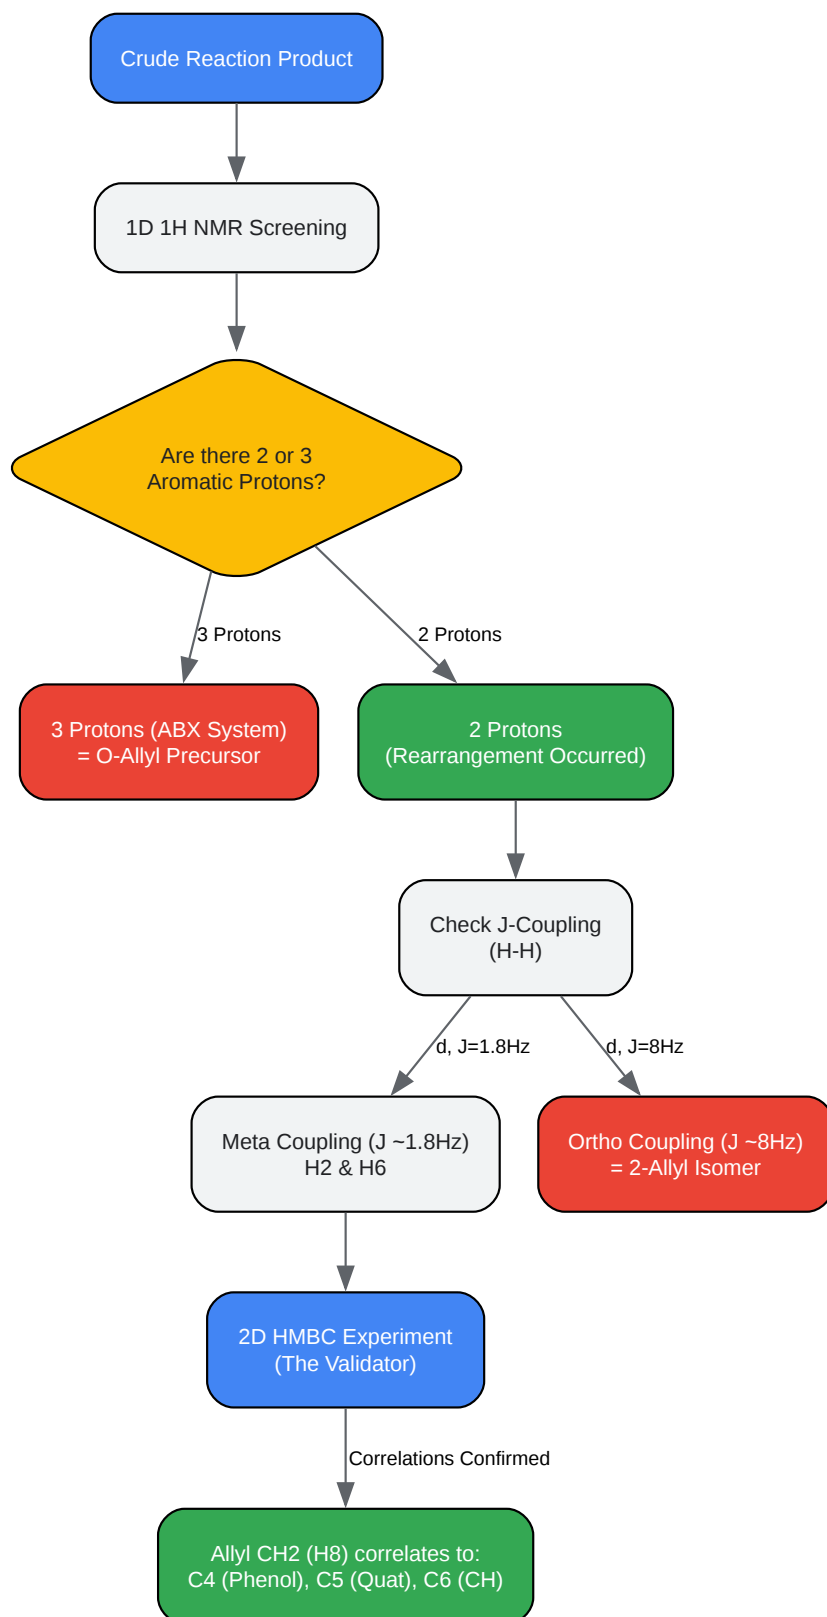 Crude Reaction Product
1D 1H NMR Screening
Are there 2 or 3
Aromatic Protons?
3 Protons
2 Protons
3 Protons (ABX System)
= O-Allyl Precursor
2 Protons
(Rearrangement Occurred)
Check J-Coupling
(H-H)
d, J=1.8Hz
d, J=8Hz
Meta Coupling (J ~1.8Hz)
H2 & H6
Ortho Coupling (J ~8Hz)
= 2-Allyl Isomer
2D HMBC Experiment
(The Validator)
Correlations Confirmed
Allyl CH2 (H8) correlates to:
C4 (Phenol), C5 (Quat), C6 (CH)